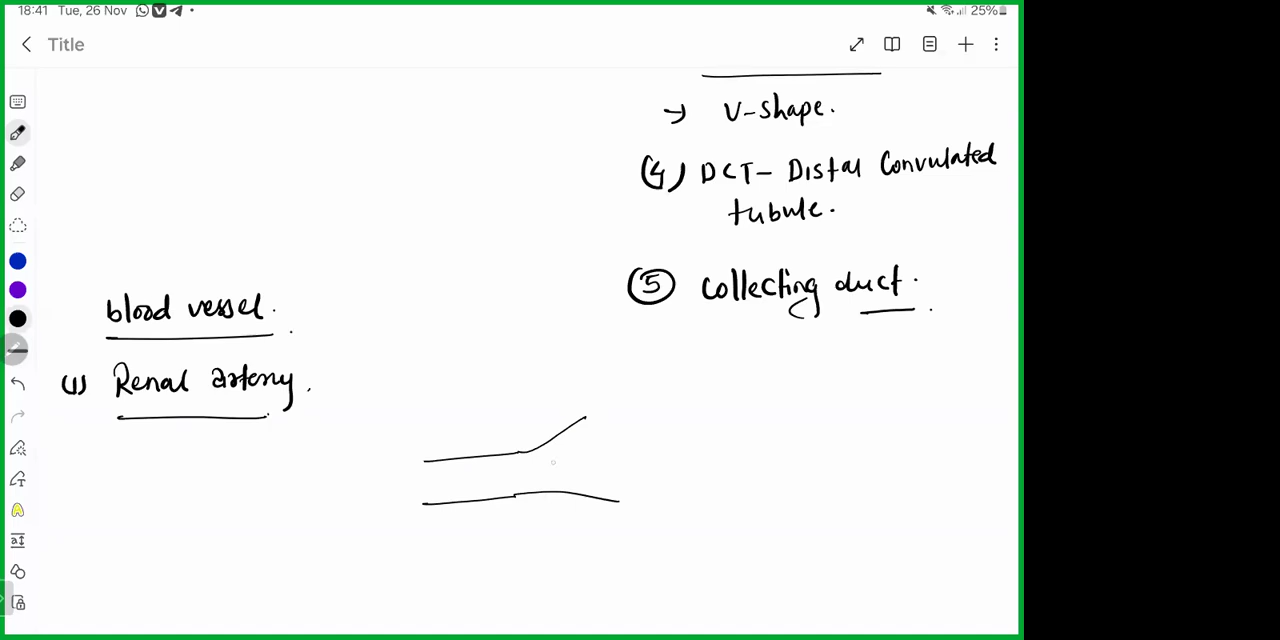 18:41 Tue, 26 Nov
25%
Title
→ V-shape.
(4) DCT- Distal Convulated
tubule.
(5) Collecting duct.
blood vessel.
(1) Renal artery.